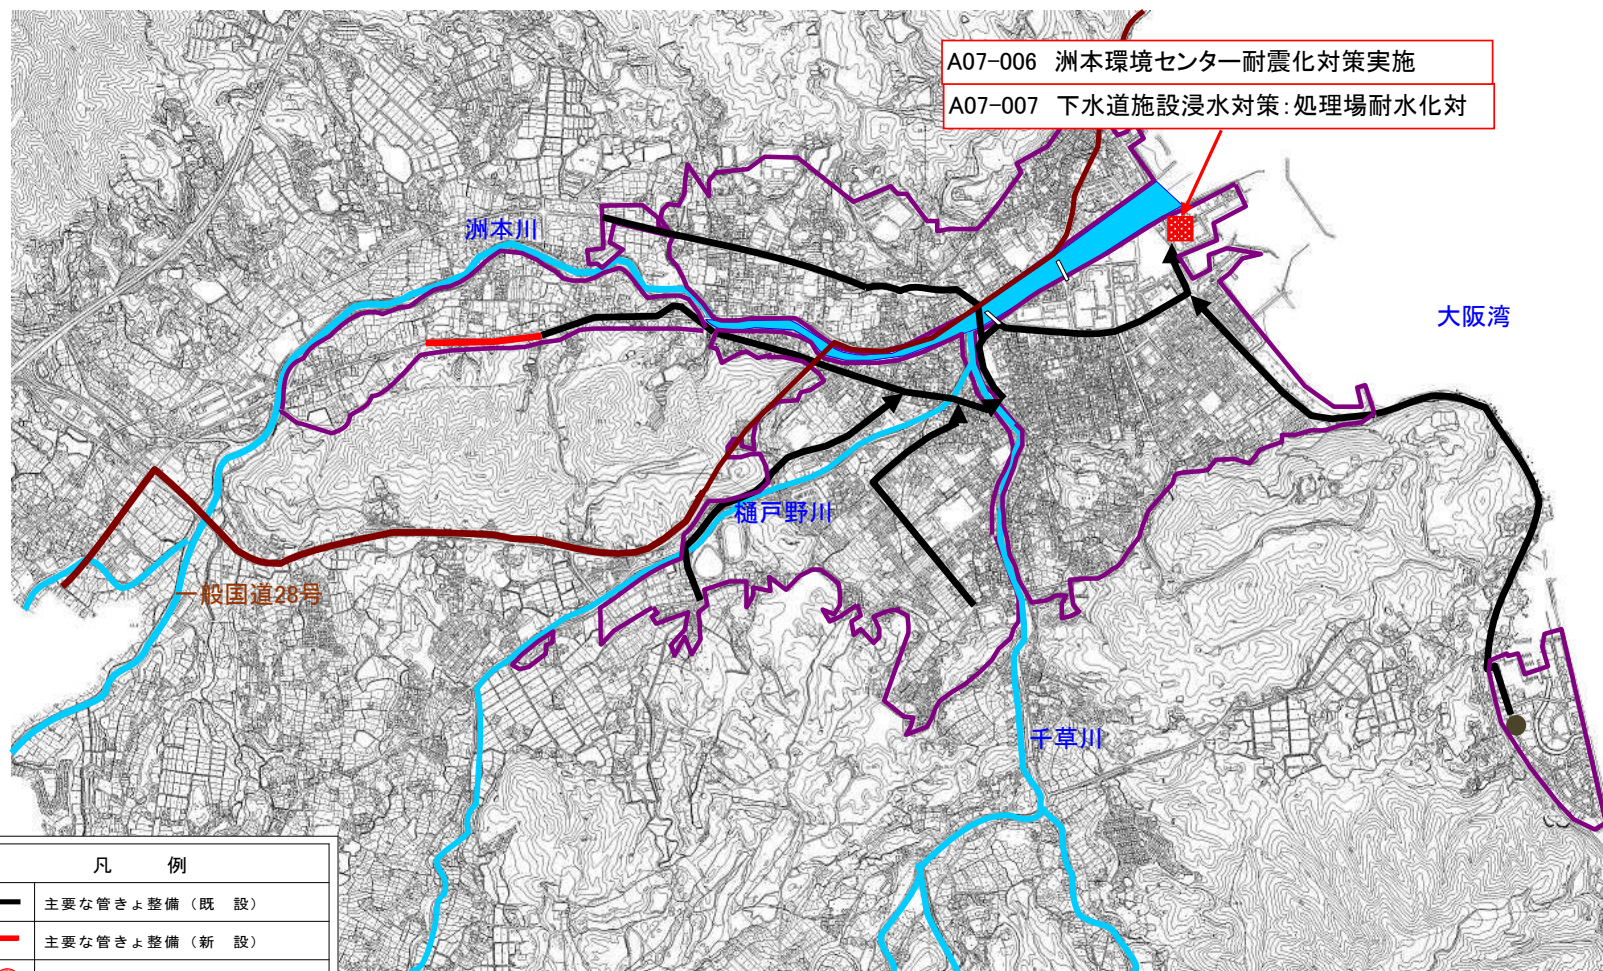 A07-006 洲本環境センター耐震化対策実施
A07-007 下水道施設浸水対策：処理場耐水化対
洲本川
大阪湾
樋戸野川
一般国道28号
千草川
凡 例
主要な管きょ整備（既 設）
主要な管きょ整備（新 設）